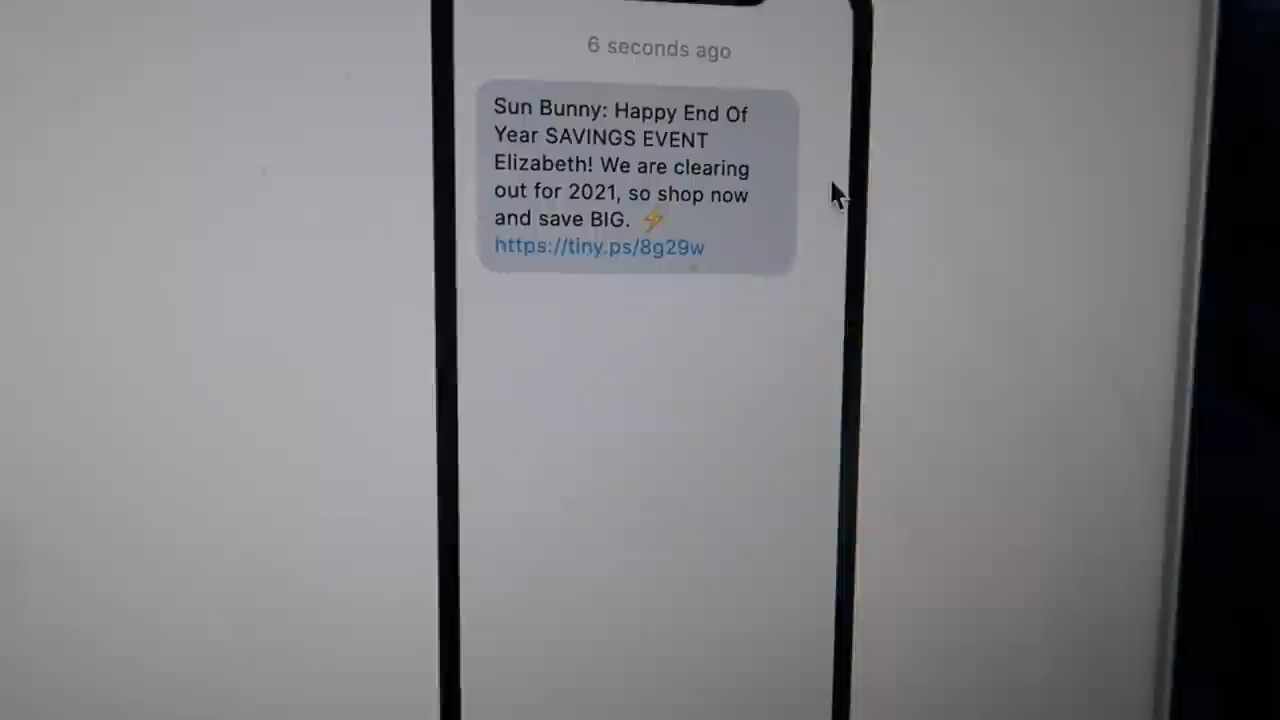 6 seconds ago
Sun Bunny: Happy End Of
Year SAVINGS EVENT
Elizabeth! We are clearing
out for 2021, so shop now
and save BIG. ⚡
https://tiny.ps/8g29w